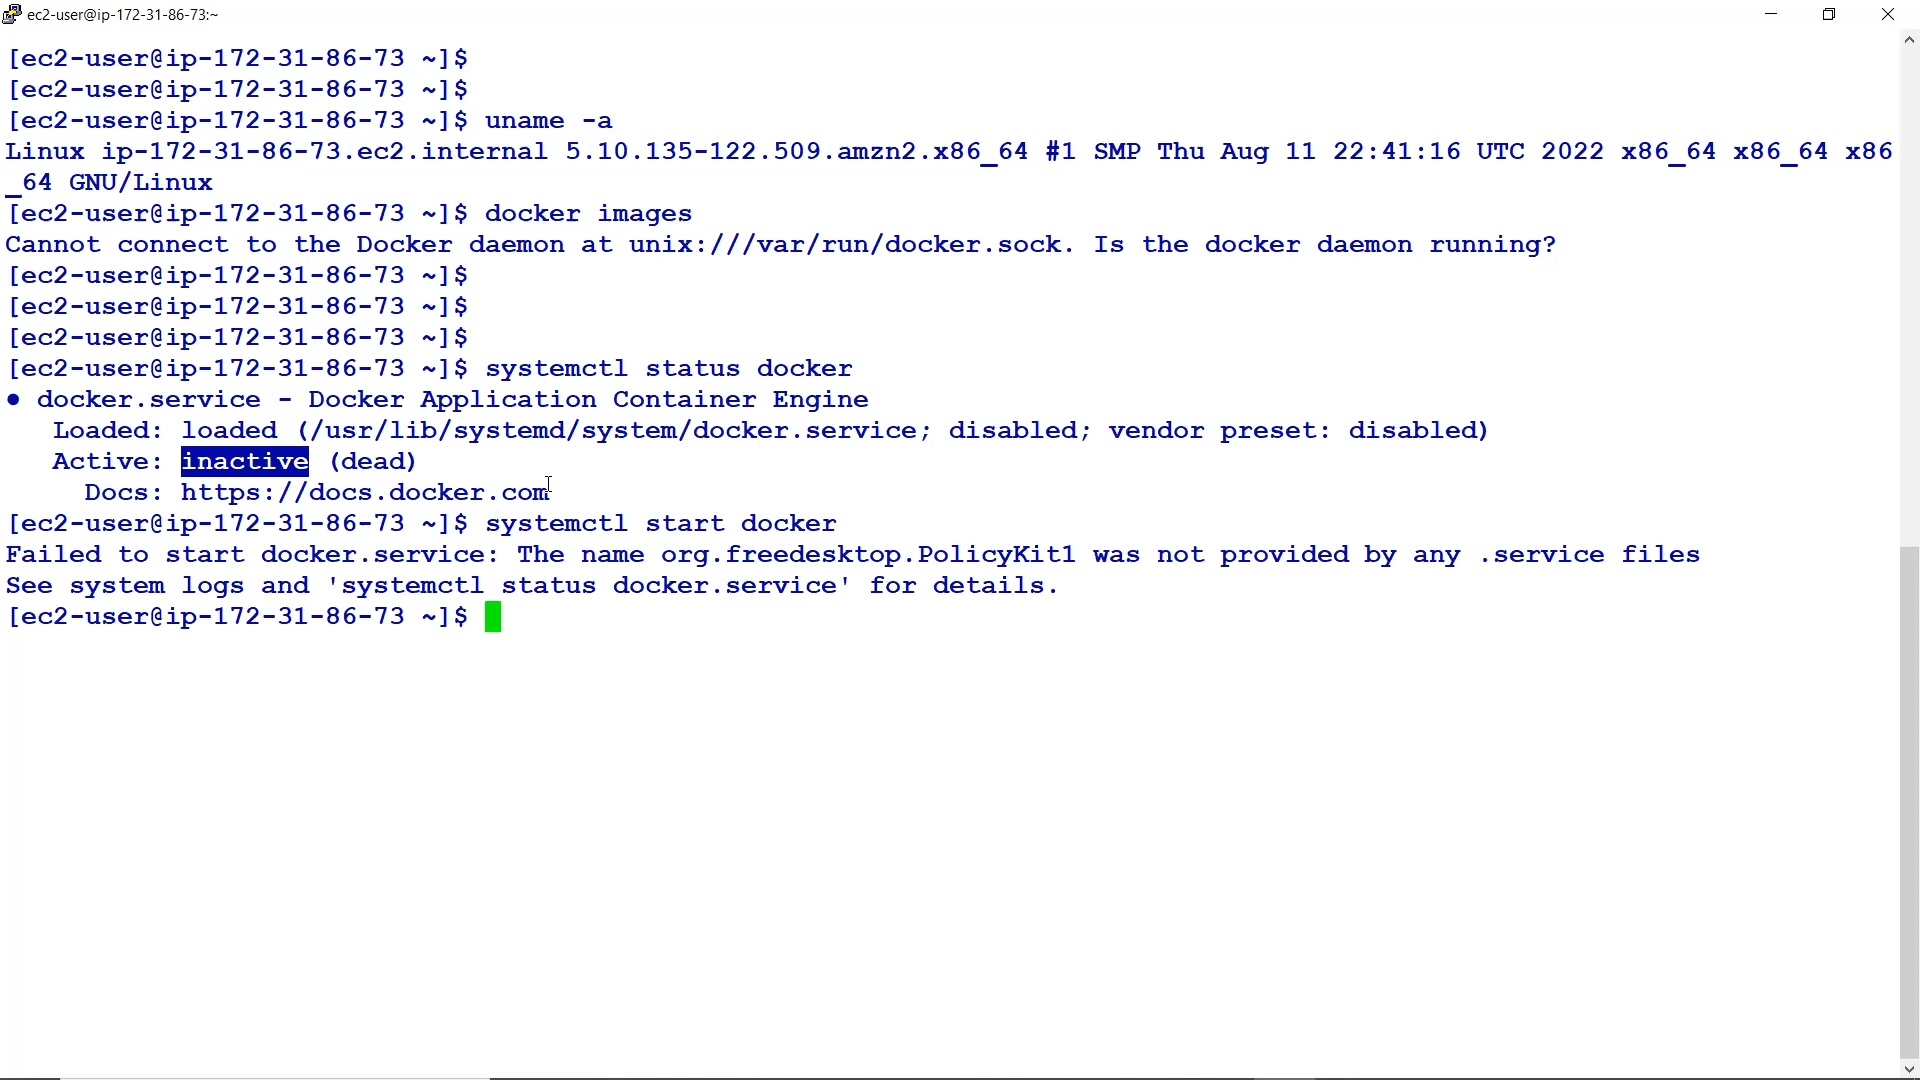 ec2-user@ip-172-31-86-73:~
[ec2-user@ip-172-31-86-73 ~]$
[ec2-user@ip-172-31-86-73 ~]$
[ec2-user@ip-172-31-86-73 ~]$ uname -a
Linux ip-172-31-86-73.ec2.internal 5.10.135-122.509.amzn2.x86_64 #1 SMP Thu Aug 11 22:41:16 UTC 2022 x86_64 x86_64 x86
_64 GNU/Linux
[ec2-user@ip-172-31-86-73 ~]$ docker images
Cannot connect to the Docker daemon at unix:///var/run/docker.sock. Is the docker daemon running?
[ec2-user@ip-172-31-86-73 ~]$
[ec2-user@ip-172-31-86-73 ~]$
[ec2-user@ip-172-31-86-73 ~]$
[ec2-user@ip-172-31-86-73 ~]$ systemctl status docker
● docker.service - Docker Application Container Engine
   Loaded: loaded (/usr/lib/systemd/system/docker.service; disabled; vendor preset: disabled)
   Active: inactive (dead)
     Docs: https://docs.docker.com
[ec2-user@ip-172-31-86-73 ~]$ systemctl start docker
Failed to start docker.service: The name org.freedesktop.PolicyKit1 was not provided by any .service files
See system logs and 'systemctl status docker.service' for details.
[ec2-user@ip-172-31-86-73 ~]$